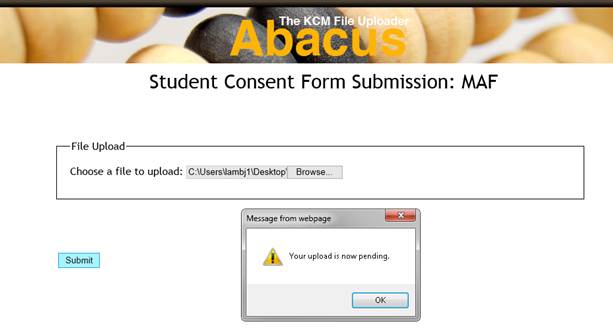 The KCM File Uploader
Abacus
Student Consent Form Submission: MAF
File Upload
Choose a file to upload: C:\Users\lambj1\Desktop\ Browse...
Message from webpage
Your upload is now pending.
Submit
OK